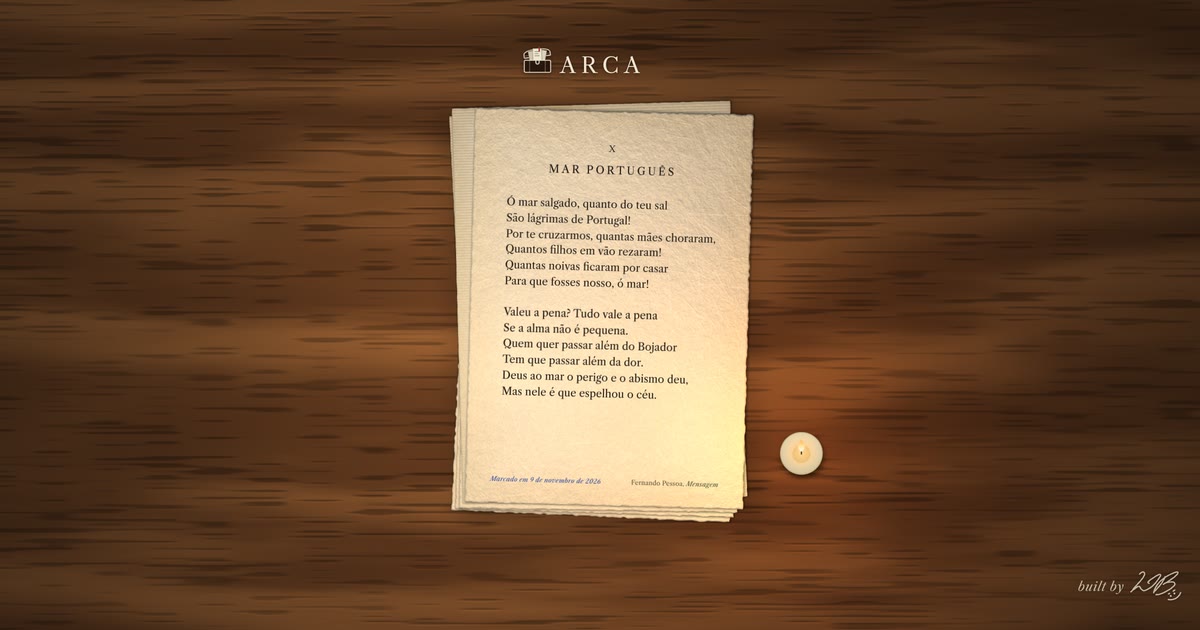 ARCA
X
MAR PORTUGUÊS
Ó mar salgado, quanto do teu sal
São lágrimas de Portugal!
Por te cruzarmos, quantas mães choraram,
Quantos filhos em vão rezaram!
Quantas noivas ficaram por casar
Para que fosses nosso, ó mar!
Valeu a pena? Tudo vale a pena
Se a alma não é pequena.
Quem quer passar além do Bojador
Tem que passar além da dor.
Deus ao mar o perigo e o abismo deu,
Mas nele é que espelhou o céu.
Marcado em 9 de novembro de 2026
Fernando Pessoa, Mensagem
built by